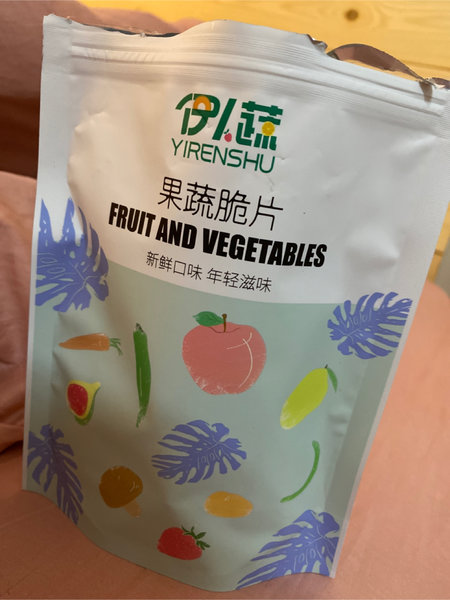 伊人蔬
YIRENSHU
果蔬脆片
FRUIT AND VEGETABLES
新鲜口味 年轻滋味